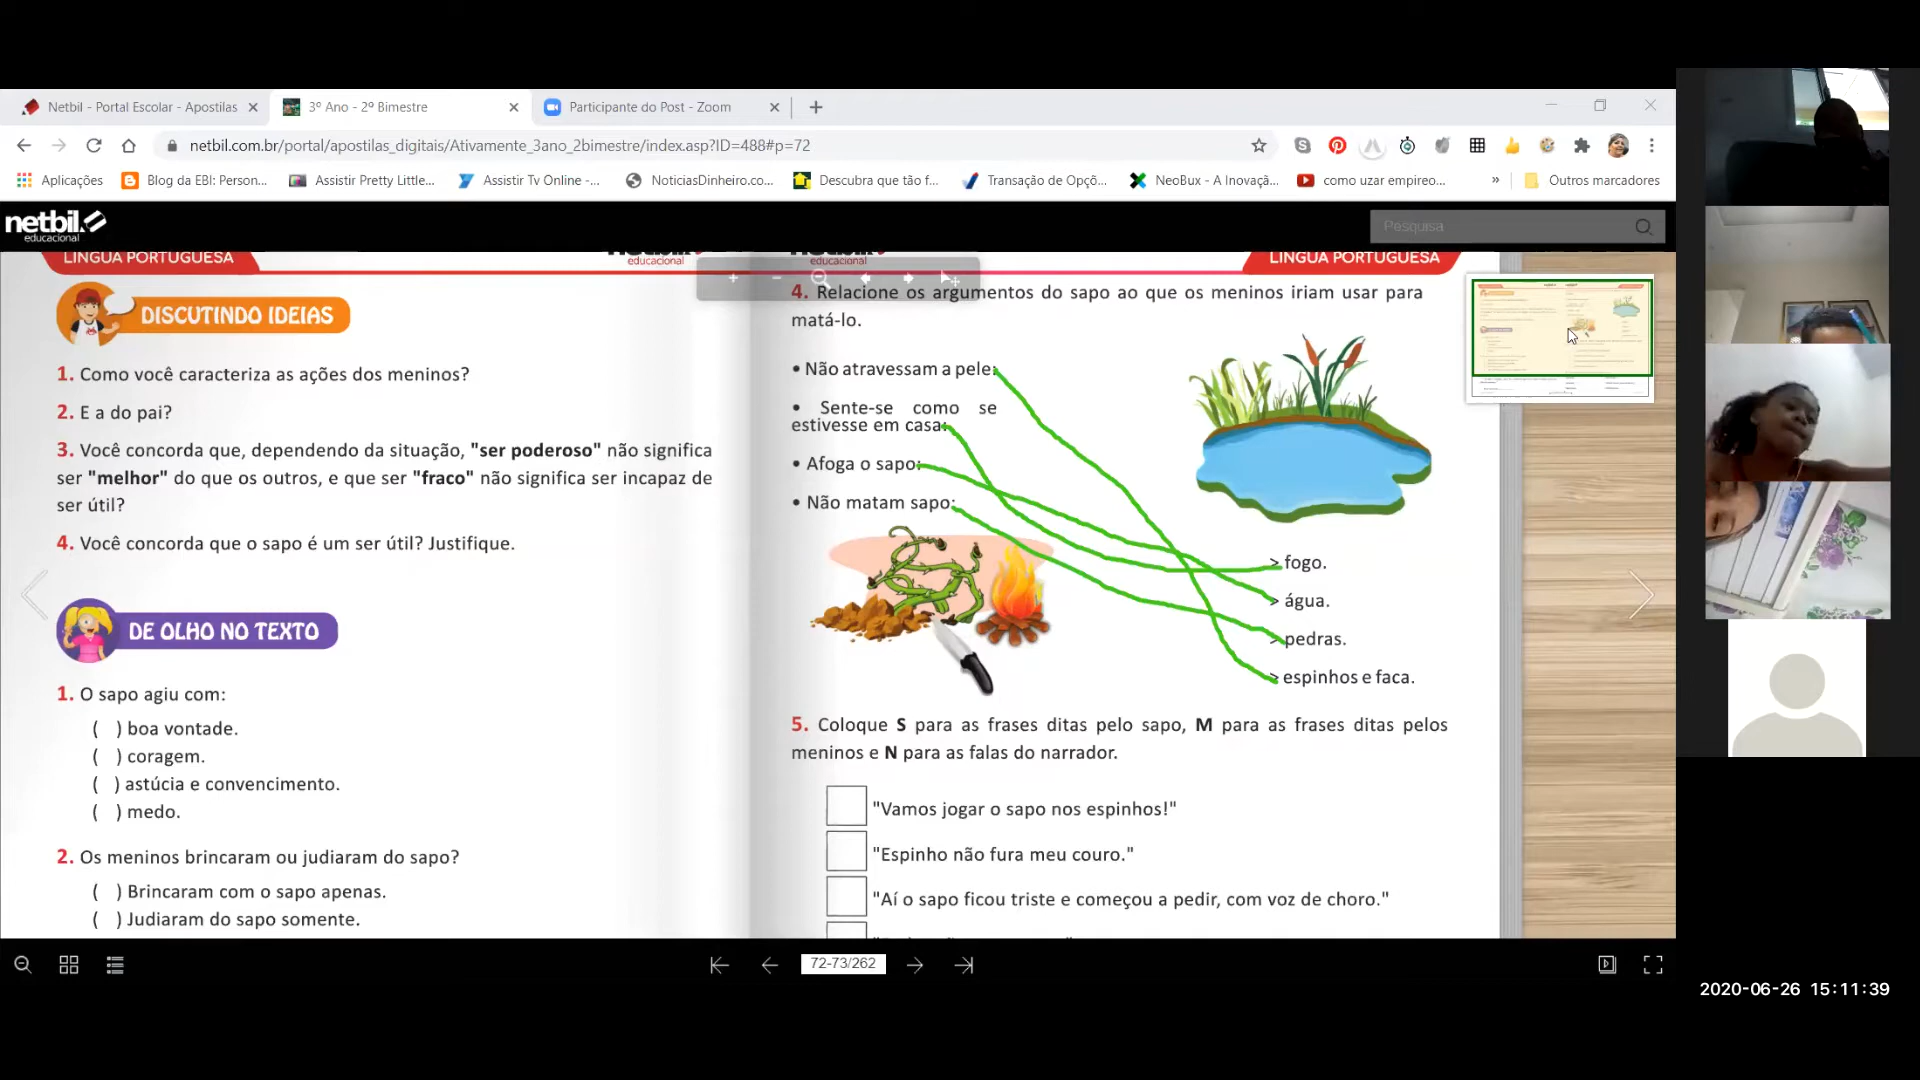 Netbil - Portal Escolar - Apostilas
3º Ano - 2º Bimestre
Participante do Post - Zoom
netbil.com.br/portal/apostilas_digitais/Ativamente_3ano_2bimestre/index.asp?ID=488#p=72
Aplicações
Blog da EBI: Person...
Assistir Pretty Little...
Assistir Tv Online -...
NoticiasDinheiro.co...
Descubra que tão f...
Transação de Opçõ...
NeoBux - A Inovaçã...
como uzar empireo...
»
Outros marcadores
netbil
educacional
Pesquisa
LÍNGUA PORTUGUESA
educacional
DISCUTINDO IDEIAS
1. Como você caracteriza as ações dos meninos?
2. E a do pai?
3. Você concorda que, dependendo da situação, "ser poderoso" não significa
ser "melhor" do que os outros, e que ser "fraco" não significa ser incapaz de
ser útil?
4. Você concorda que o sapo é um ser útil? Justifique.
DE OLHO NO TEXTO
1. O sapo agiu com:
( ) boa vontade.
( ) coragem.
( ) astúcia e convencimento.
( ) medo.
2. Os meninos brincaram ou judiaram do sapo?
( ) Brincaram com o sapo apenas.
( ) Judiaram do sapo somente.
educacional
LÍNGUA PORTUGUESA
4. Relacione os argumentos do sapo ao que os meninos iriam usar para
matá-lo.
• Não atravessam a pele:
• Sente-se como se
estivesse em casa:
• Afoga o sapo:
• Não matam sapo:
> fogo.
> água.
> pedras.
> espinhos e faca.
5. Coloque S para as frases ditas pelo sapo, M para as frases ditas pelos
meninos e N para as falas do narrador.
"Vamos jogar o sapo nos espinhos!"
"Espinho não fura meu couro."
"Aí o sapo ficou triste e começou a pedir, com voz de choro."
72-73/262
2020-06-26 15:11:39